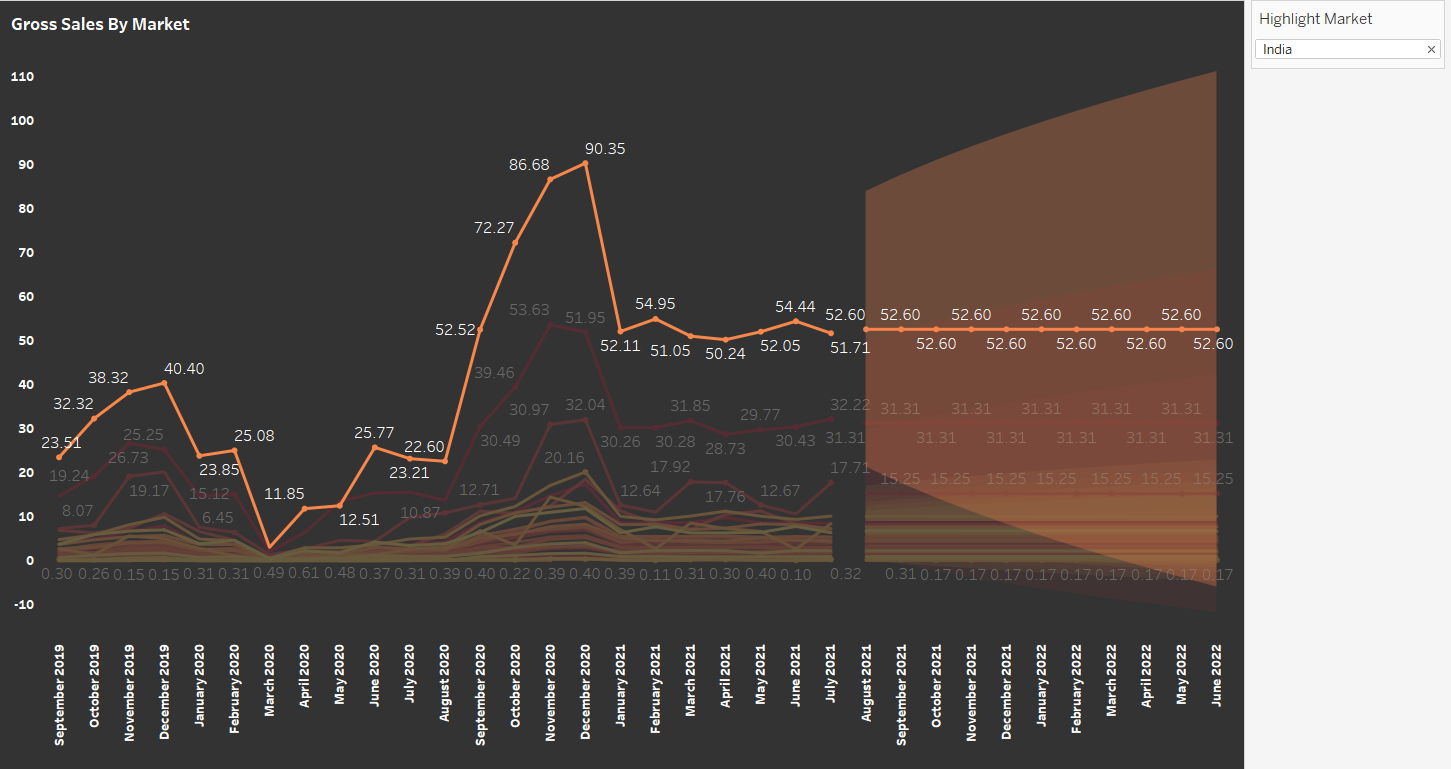 Gross Sales By Market
Highlight Market
India ×
110
100
90
80
70
60
50
40
30
20
10
0
-10
23.51
32.32
38.32
40.40
23.85
25.08
11.85
12.51
25.77
23.21
22.60
52.52
72.27
86.68
90.35
52.11
54.95
51.05
50.24
52.05
54.44
51.71
52.60 52.60 52.60 52.60 52.60 52.60
52.60 52.60 52.60 52.60 52.60
53.63
51.95
39.46
30.97
32.04
30.49
30.26
30.28
31.85
28.73
29.77
30.43
32.22
31.31 31.31 31.31 31.31 31.31
31.31 31.31 31.31 31.31 31.31 31.31
19.24
25.25
26.73
19.17
15.12
8.07
6.45
10.87
12.71
20.16
12.64
17.92
17.76
12.67
17.71
15.25 15.25 15.25 15.25 15.25 15.25 15.25 15.25 15.25 15.25
0.30 0.26 0.15 0.15 0.31 0.31 0.49 0.61 0.48 0.37 0.31 0.39 0.40 0.22 0.39 0.40 0.39 0.11 0.31 0.30 0.40 0.10 0.32 0.31 0.17 0.17 0.17 0.17 0.17 0.17 0.17 0.17 0.17
September 2019
October 2019
November 2019
December 2019
January 2020
February 2020
March 2020
April 2020
May 2020
June 2020
July 2020
August 2020
September 2020
October 2020
November 2020
December 2020
January 2021
February 2021
March 2021
April 2021
May 2021
June 2021
July 2021
August 2021
September 2021
October 2021
November 2021
December 2021
January 2022
February 2022
March 2022
April 2022
May 2022
June 2022